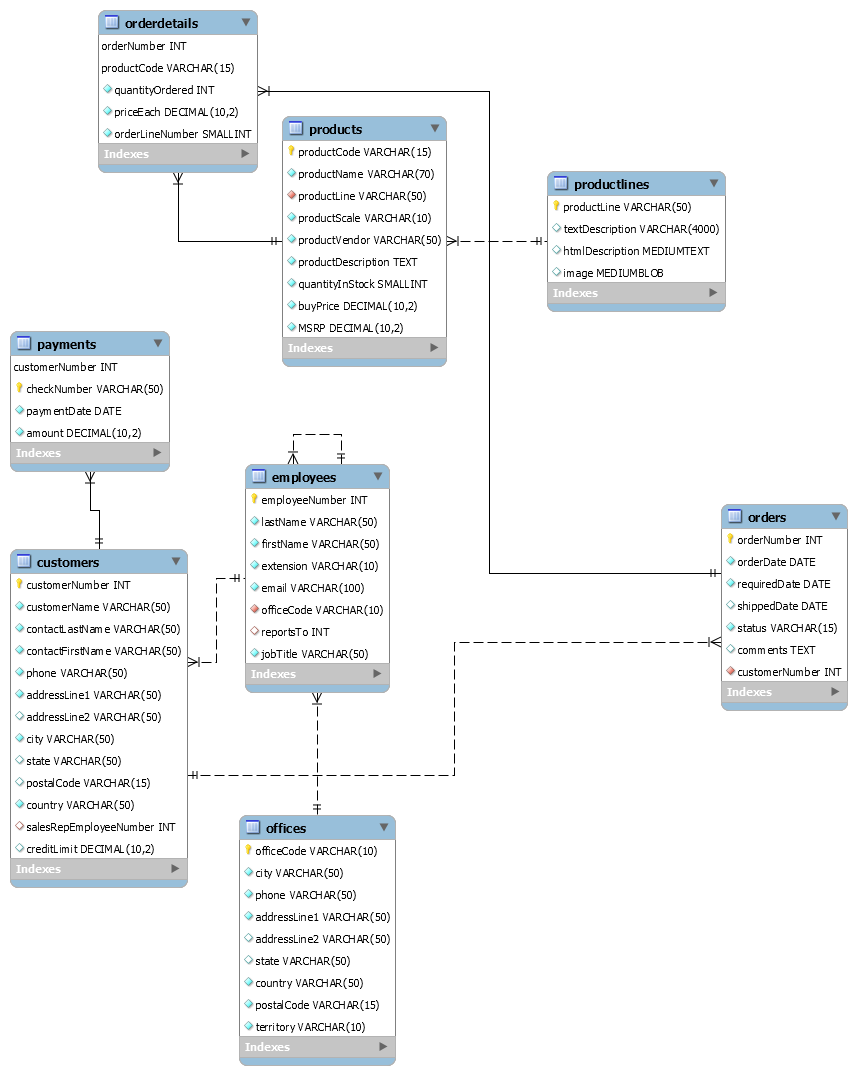 orderdetails
orderNumber INT
productCode VARCHAR(15)
quantityOrdered INT
priceEach DECIMAL(10,2)
orderLineNumber SMALLINT
Indexes
products
productCode VARCHAR(15)
productName VARCHAR(70)
productLine VARCHAR(50)
productScale VARCHAR(10)
productVendor VARCHAR(50)
productDescription TEXT
quantityInStock SMALLINT
buyPrice DECIMAL(10,2)
MSRP DECIMAL(10,2)
Indexes
productlines
productLine VARCHAR(50)
textDescription VARCHAR(4000)
htmlDescription MEDIUMTEXT
image MEDIUMBLOB
Indexes
payments
customerNumber INT
checkNumber VARCHAR(50)
paymentDate DATE
amount DECIMAL(10,2)
Indexes
employees
employeeNumber INT
lastName VARCHAR(50)
firstName VARCHAR(50)
extension VARCHAR(10)
email VARCHAR(100)
officeCode VARCHAR(10)
reportsTo INT
jobTitle VARCHAR(50)
Indexes
orders
orderNumber INT
orderDate DATE
requiredDate DATE
shippedDate DATE
status VARCHAR(15)
comments TEXT
customerNumber INT
Indexes
customers
customerNumber INT
customerName VARCHAR(50)
contactLastName VARCHAR(50)
contactFirstName VARCHAR(50)
phone VARCHAR(50)
addressLine1 VARCHAR(50)
addressLine2 VARCHAR(50)
city VARCHAR(50)
state VARCHAR(50)
postalCode VARCHAR(15)
country VARCHAR(50)
salesRepEmployeeNumber INT
creditLimit DECIMAL(10,2)
Indexes
offices
officeCode VARCHAR(10)
city VARCHAR(50)
phone VARCHAR(50)
addressLine1 VARCHAR(50)
addressLine2 VARCHAR(50)
state VARCHAR(50)
country VARCHAR(50)
postalCode VARCHAR(15)
territory VARCHAR(10)
Indexes